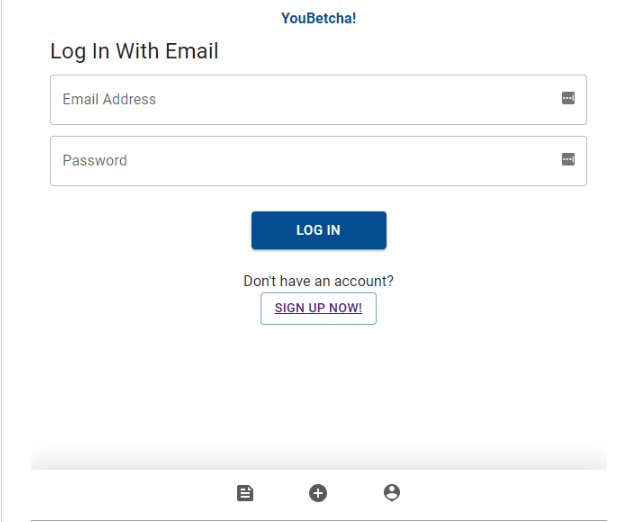 YouBetcha!
Log In With Email
Email Address
Password
LOG IN
Don't have an account?
SIGN UP NOW!